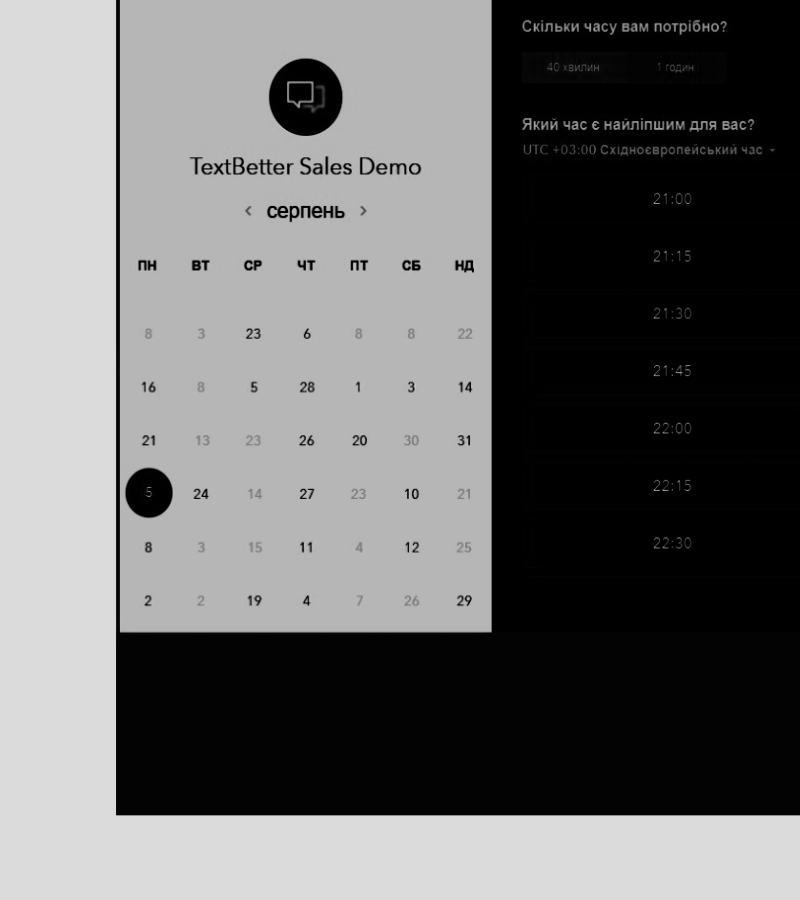 TextBetter Sales Demo
< серпень >
ПН ВТ СР ЧТ ПТ СБ НД
8 3 23 6 8 8 22
16 8 5 28 1 3 14
21 13 23 26 20 30 31
5 24 14 27 23 10 21
8 3 15 11 4 12 25
2 2 19 4 7 26 29
Скільки часу вам потрібно?
40 хвилин 1 годин
Який час є найліпшим для вас?
UTC +03:00 Східноєвропейський час
21:00
21:15
21:30
21:45
22:00
22:15
22:30